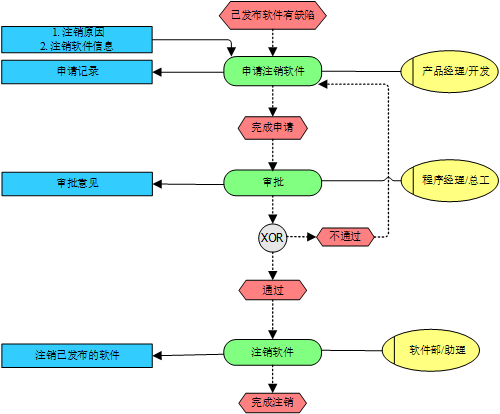 已发布软件有缺陷
1. 注销原因
2. 注销软件信息
申请记录
申请注销软件
产品经理/开发
完成申请
审批意见
审批
程序经理/总工
XOR
不通过
通过
注销已发布的软件
注销软件
软件部/助理
完成注销